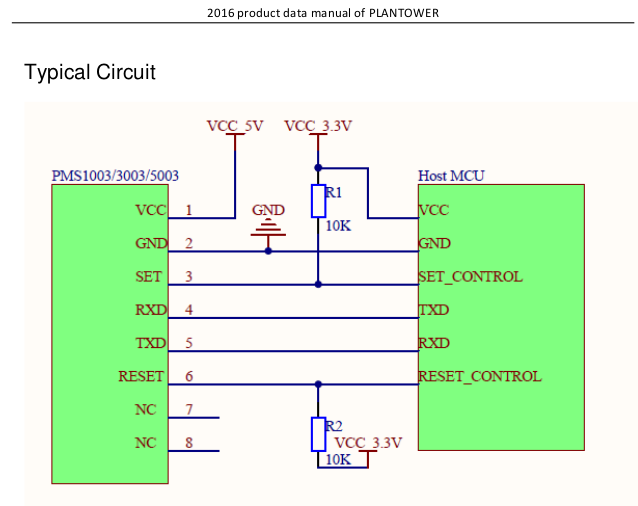 2016 product data manual of PLANTOWER
Typical Circuit
VCC_5V VCC_3.3V
PMS1003/3003/5003 Host MCU
R1
VCC 1 GND VCC
10K
GND 2 GND
SET 3 SET_CONTROL
RXD 4 TXD
TXD 5 RXD
RESET 6 RESET_CONTROL
NC 7
R2
NC 8 VCC_3.3V
10K